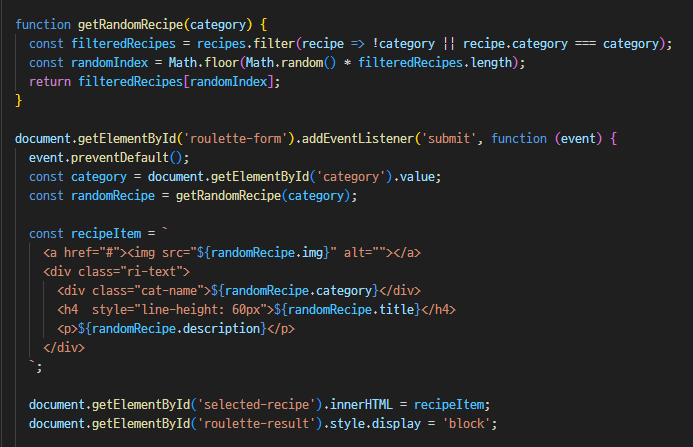 function getRandomRecipe(category) {
  const filteredRecipes = recipes.filter(recipe => !category || recipe.category === category);
  const randomIndex = Math.floor(Math.random() * filteredRecipes.length);
  return filteredRecipes[randomIndex];
}

document.getElementById('roulette-form').addEventListener('submit', function (event) {
  event.preventDefault();
  const category = document.getElementById('category').value;
  const randomRecipe = getRandomRecipe(category);

  const recipeItem = `
    <a href="#"><img src="${randomRecipe.img}" alt=""></a>
    <div class="ri-text">
      <div class="cat-name">${randomRecipe.category}</div>
      <h4  style="line-height: 60px">${randomRecipe.title}</h4>
      <p>${randomRecipe.description}</p>
    </div>
  `;

  document.getElementById('selected-recipe').innerHTML = recipeItem;
  document.getElementById('roulette-result').style.display = 'block';